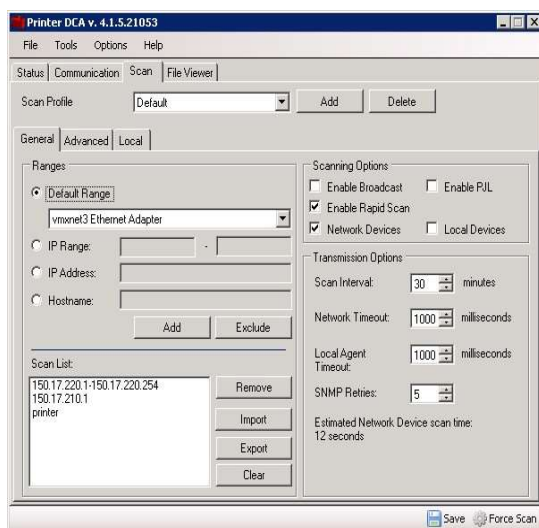 Printer DCA v. 4.1.5.21053
File Tools Options Help
Status Communication Scan File Viewer
Scan Profile Default Add Delete
General Advanced Local
Ranges
Default Range
vmxnet3 Ethernet Adapter
IP Range: -
IP Address:
Hostname:
Add Exclude
Scan List:
150.17.220.1-150.17.220.254
150.17.210.1
printer
Remove
Import
Export
Clear
Scanning Options
Enable Broadcast Enable PJL
Enable Rapid Scan
Network Devices Local Devices
Transmission Options
Scan Interval: 30 minutes
Network Timeout: 1000 milliseconds
Local Agent
Timeout: 1000 milliseconds
SNMP Retries: 5
Estimated Network Device scan time:
12 seconds
Save Force Scan